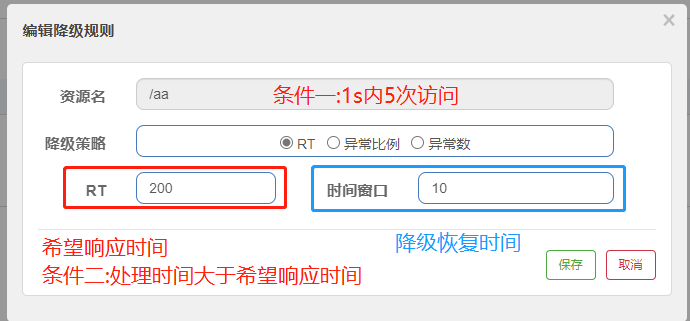 编辑降级规则
×
资源名 /aa 条件一:1s内5次访问
降级策略 RT 异常比例 异常数
RT 200 时间窗口 10
希望响应时间 降级恢复时间
条件二:处理时间大于希望响应时间
保存 取消